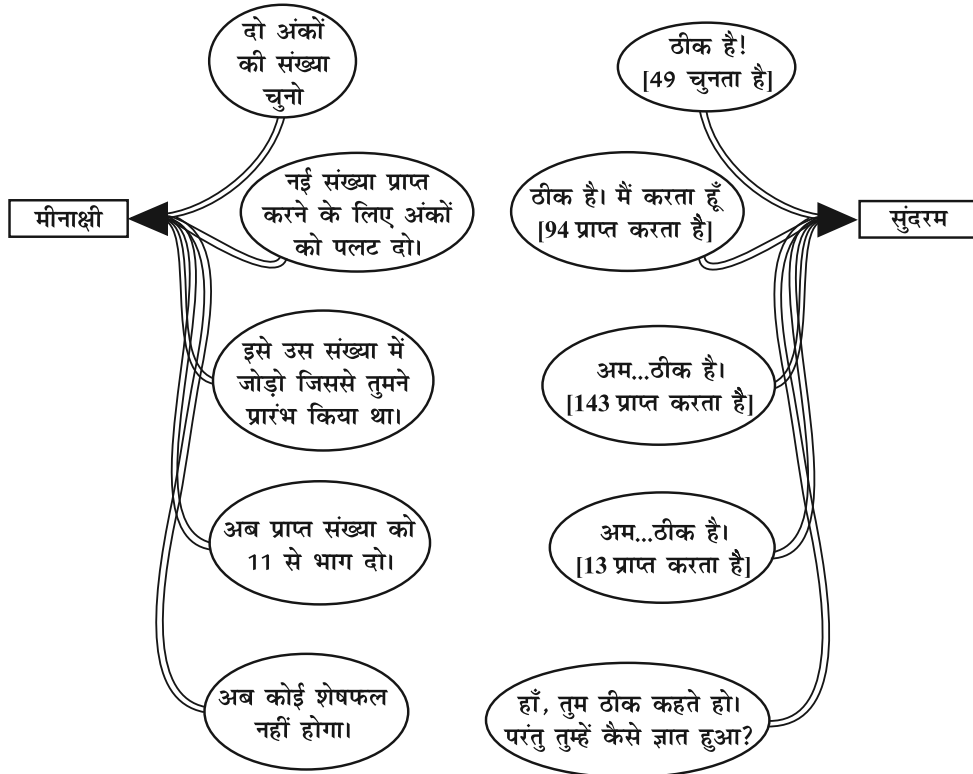 दो अंकों
की संख्या
चुनो
ठीक है!
[49 चुनता है]
मीनाक्षी
नई संख्या प्राप्त
करने के लिए अंकों
को पलट दो।
ठीक है। मैं करता हूँ
[94 प्राप्त करता है]
सुंदरम
इसे उस संख्या में
जोड़ो जिससे तुमने
प्रारंभ किया था।
अम...ठीक है।
[143 प्राप्त करता है]
अब प्राप्त संख्या को
11 से भाग दो।
अम...ठीक है।
[13 प्राप्त करता है]
अब कोई शेषफल
नहीं होगा।
हाँ, तुम ठीक कहते हो।
परंतु तुम्हें कैसे ज्ञात हुआ?